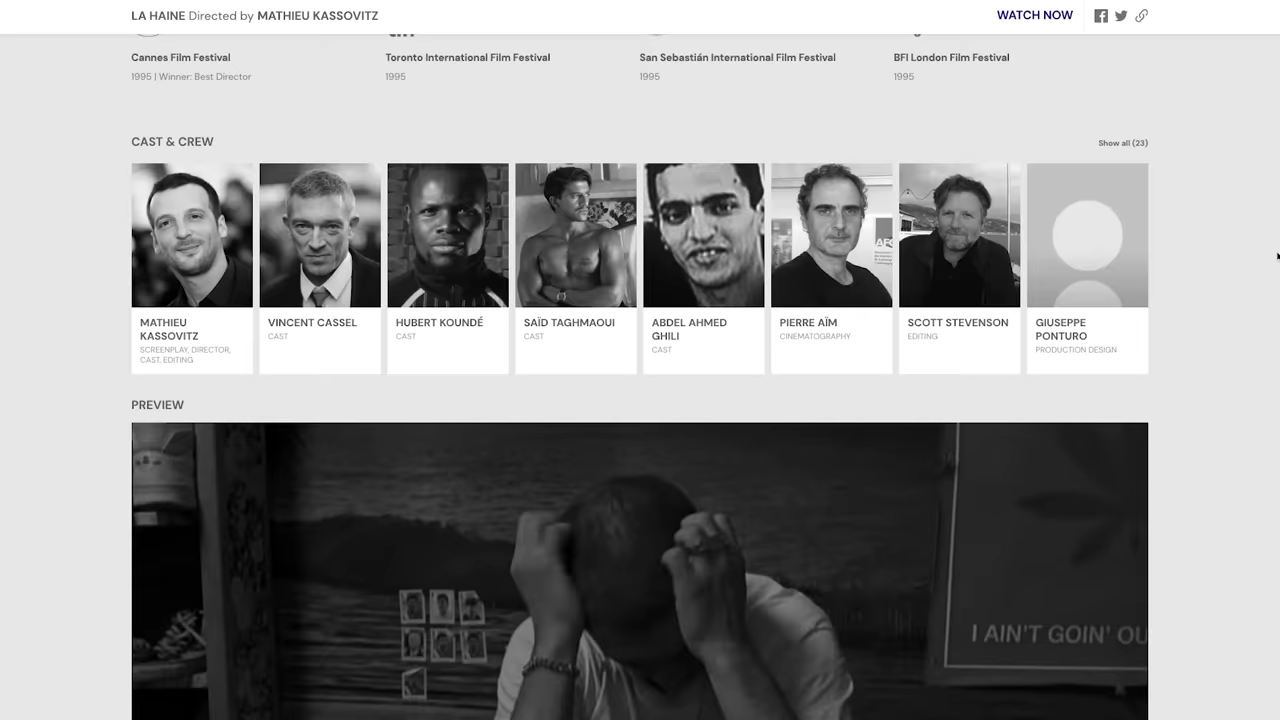 LA HAINE Directed by MATHIEU KASSOVITZ
WATCH NOW
Cannes Film Festival
1995 | Winner: Best Director
Toronto International Film Festival
1995
San Sebastián International Film Festival
1995
BFI London Film Festival
1995
CAST & CREW
Show all (23)
MATHIEU
KASSOVITZ
SCREENPLAY, DIRECTOR,
CAST, EDITING
VINCENT CASSEL
CAST
HUBERT KOUNDÉ
CAST
SAÏD TAGHMAOUI
CAST
ABDEL AHMED
GHILI
CAST
PIERRE AÏM
CINEMATOGRAPHY
SCOTT STEVENSON
EDITING
GIUSEPPE
PONTURO
PRODUCTION DESIGN
PREVIEW
I AIN'T GOIN' OU